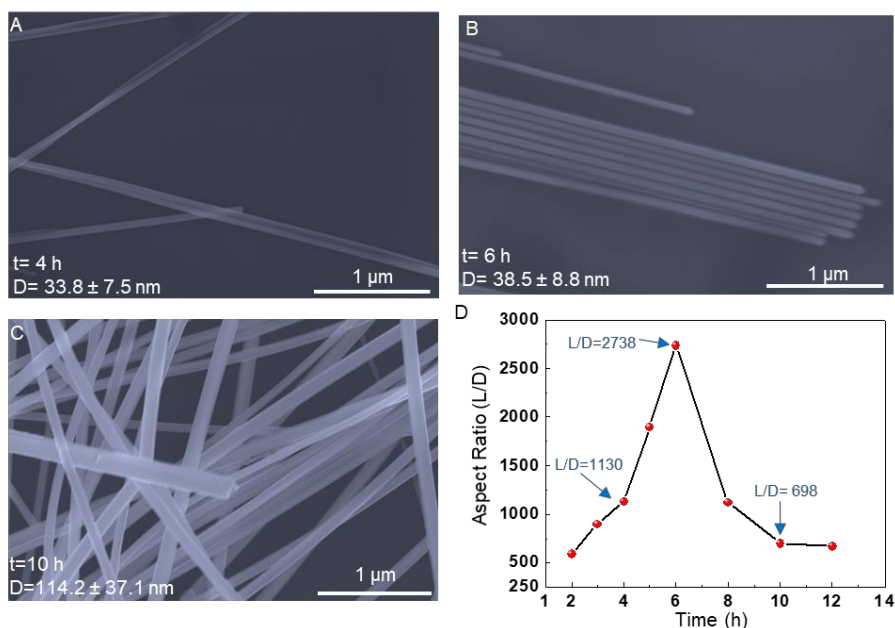 A
t= 4 h
D= 33.8 ± 7.5 nm
1 µm
B
t= 6 h
D= 38.5 ± 8.8 nm
1 µm
C
t=10 h
D=114.2 ± 37.1 nm
1 µm
D
3000
2750
2500
2000
1500
1000
500
250
Aspect Ratio (L/D)
L/D=2738
L/D=1130
L/D= 698
1 2 4 6 8 10 12 14
Time (h)